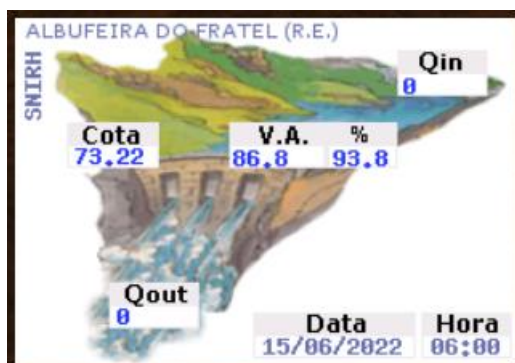 ALBUFEIRA DO FRATEL (R.E.)
SNIRH
Qin
0
Cota
73.22
V.A. %
86.8 93.8
Qout
0
Data Hora
15/06/2022 06:00